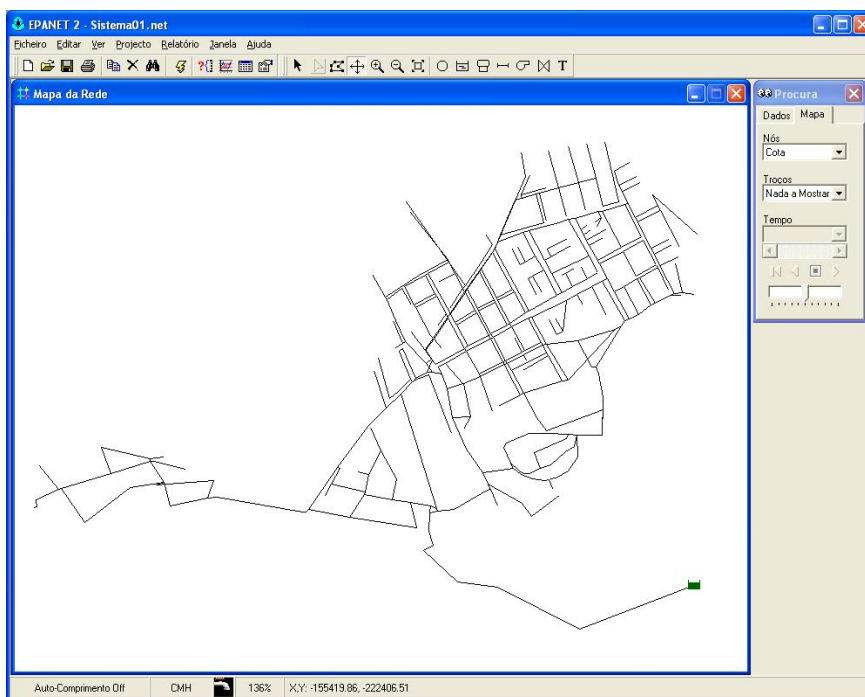 EPANET 2 - Sistema01.net
Ficheiro Editar Ver Projecto Relatório Janela Ajuda
T
Mapa da Rede
Procura
Dados Mapa
Nós
Cota
Troços
Nada a Mostrar
Tempo
Auto-Comprimento Off CMH 136% X,Y: -155419.86, -222406.51